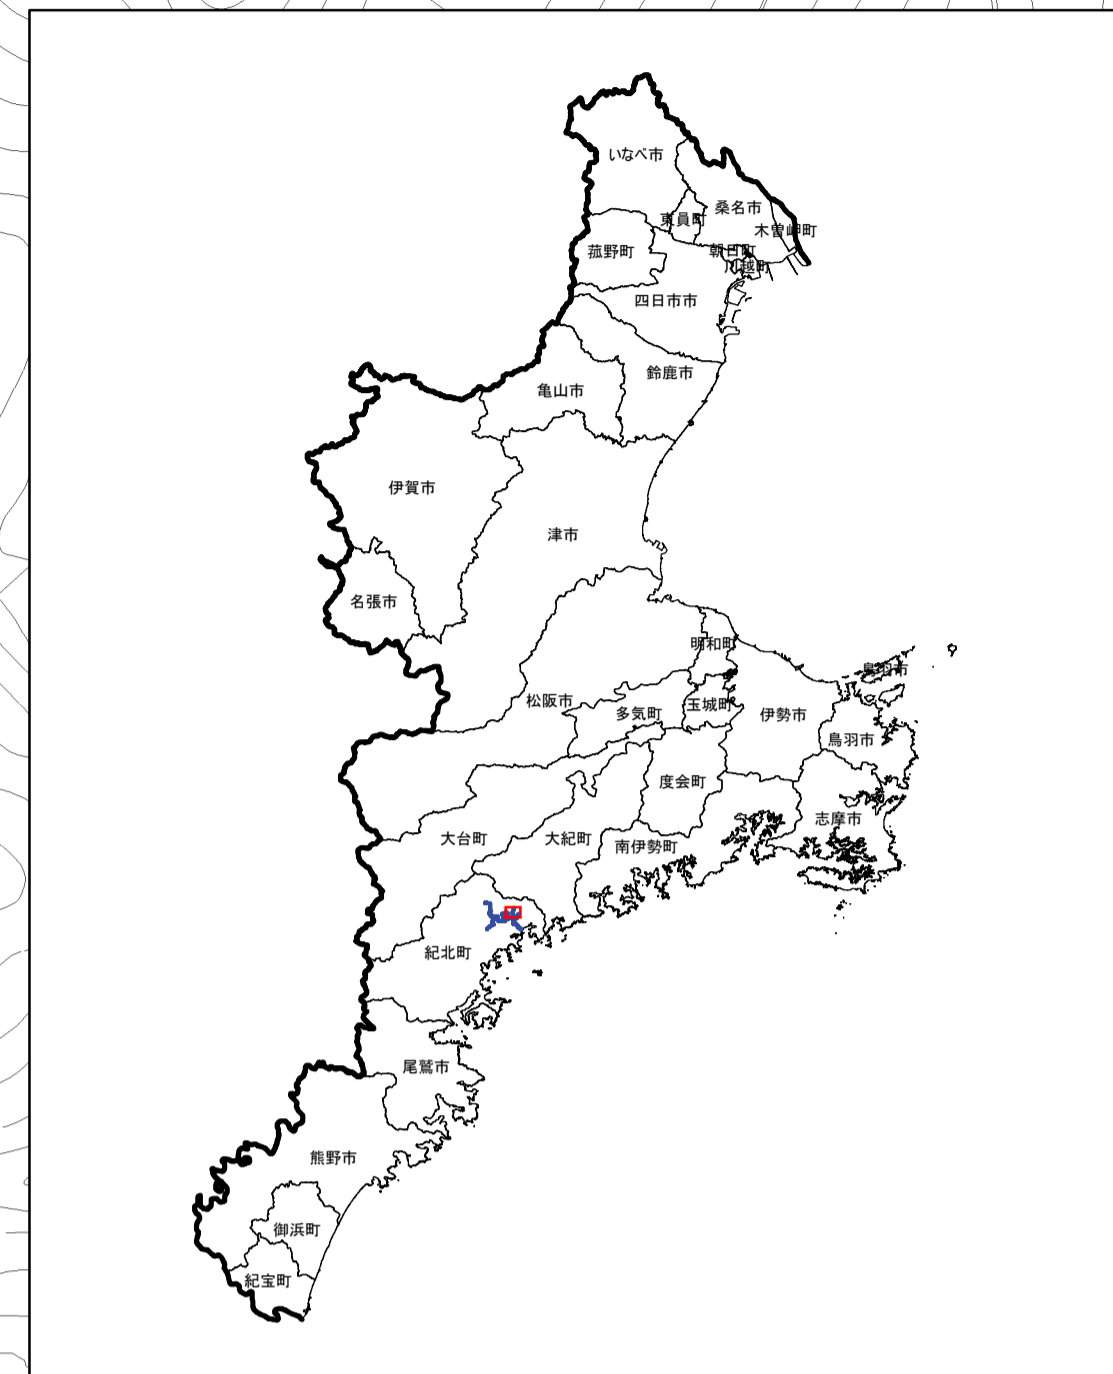 いなべ市
桑名市
東員町
木曽岬町
菰野町
朝日町
川越町
四日市市
鈴鹿市
亀山市
伊賀市
津市
名張市
明和町
鳥羽市
松阪市
玉城町
多気町
伊勢市
鳥羽市
度会町
志摩市
大台町
大紀町
南伊勢町
紀北町
尾鷲市
熊野市
御浜町
紀宝町